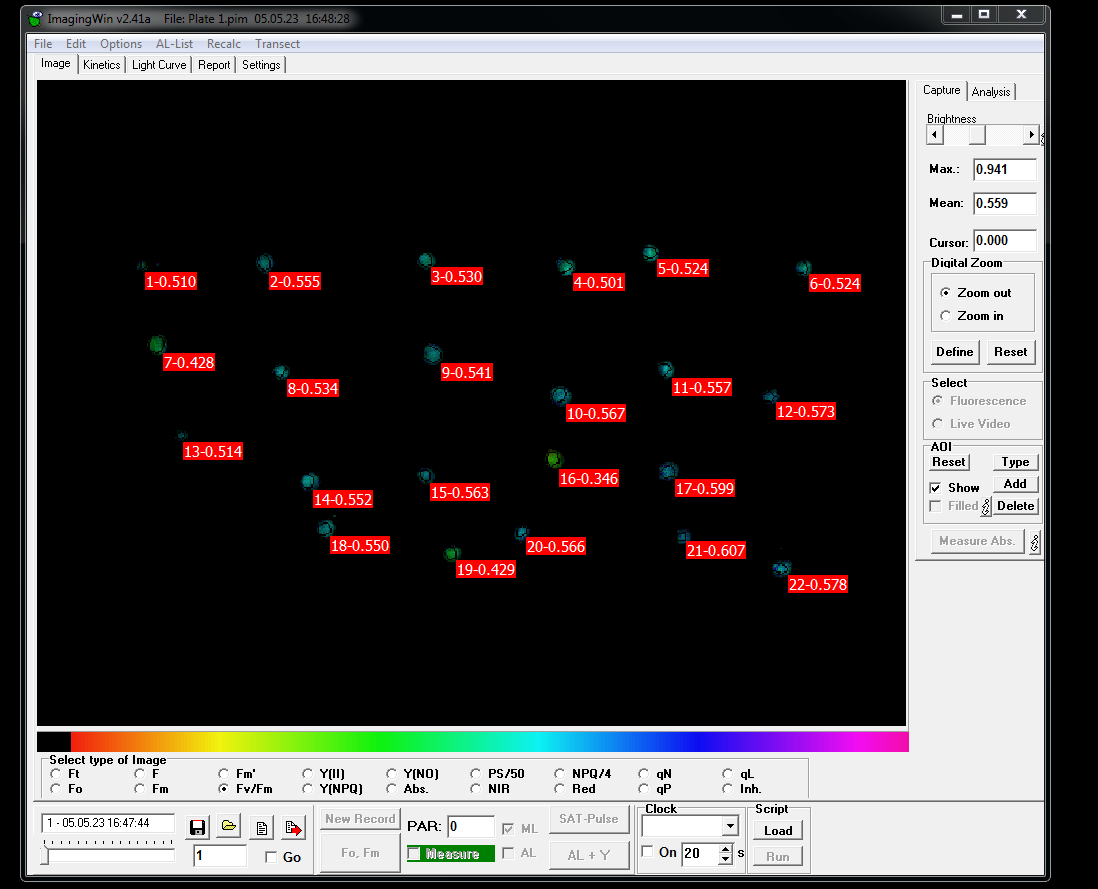 ImagingWin v2.41a File: Plate 1.pim 05.05.23 16:48:28
File Edit Options AL-List Recalc Transect
Image Kinetics Light Curve Report Settings
Capture Analysis
Brightness
Max.: 0.941
Mean: 0.559
Cursor: 0.000
Digital Zoom
Zoom out
Zoom in
Define Reset
Select
Fluorescence
Live Video
AOI
Reset Type
Show Add
Filled Delete
Measure Abs.
1-0.510
2-0.555
3-0.530
4-0.501
5-0.524
6-0.524
7-0.428
8-0.534
9-0.541
10-0.567
11-0.557
12-0.573
13-0.514
14-0.552
15-0.563
16-0.346
17-0.599
18-0.550
19-0.429
20-0.566
21-0.607
22-0.578
Select type of Image
Ft F Fm' Y(II) Y(NO) PS/50 NPQ/4 qN qL
Fo Fm Fv/Fm Y(NPQ) Abs. NIR Red qP Inh.
1 - 05.05.23 16:47:44
1 Go
New Record PAR: 0 ML SAT-Pulse
Fo, Fm Measure AL AL + Y
Clock
On 20 s
Script
Load
Run